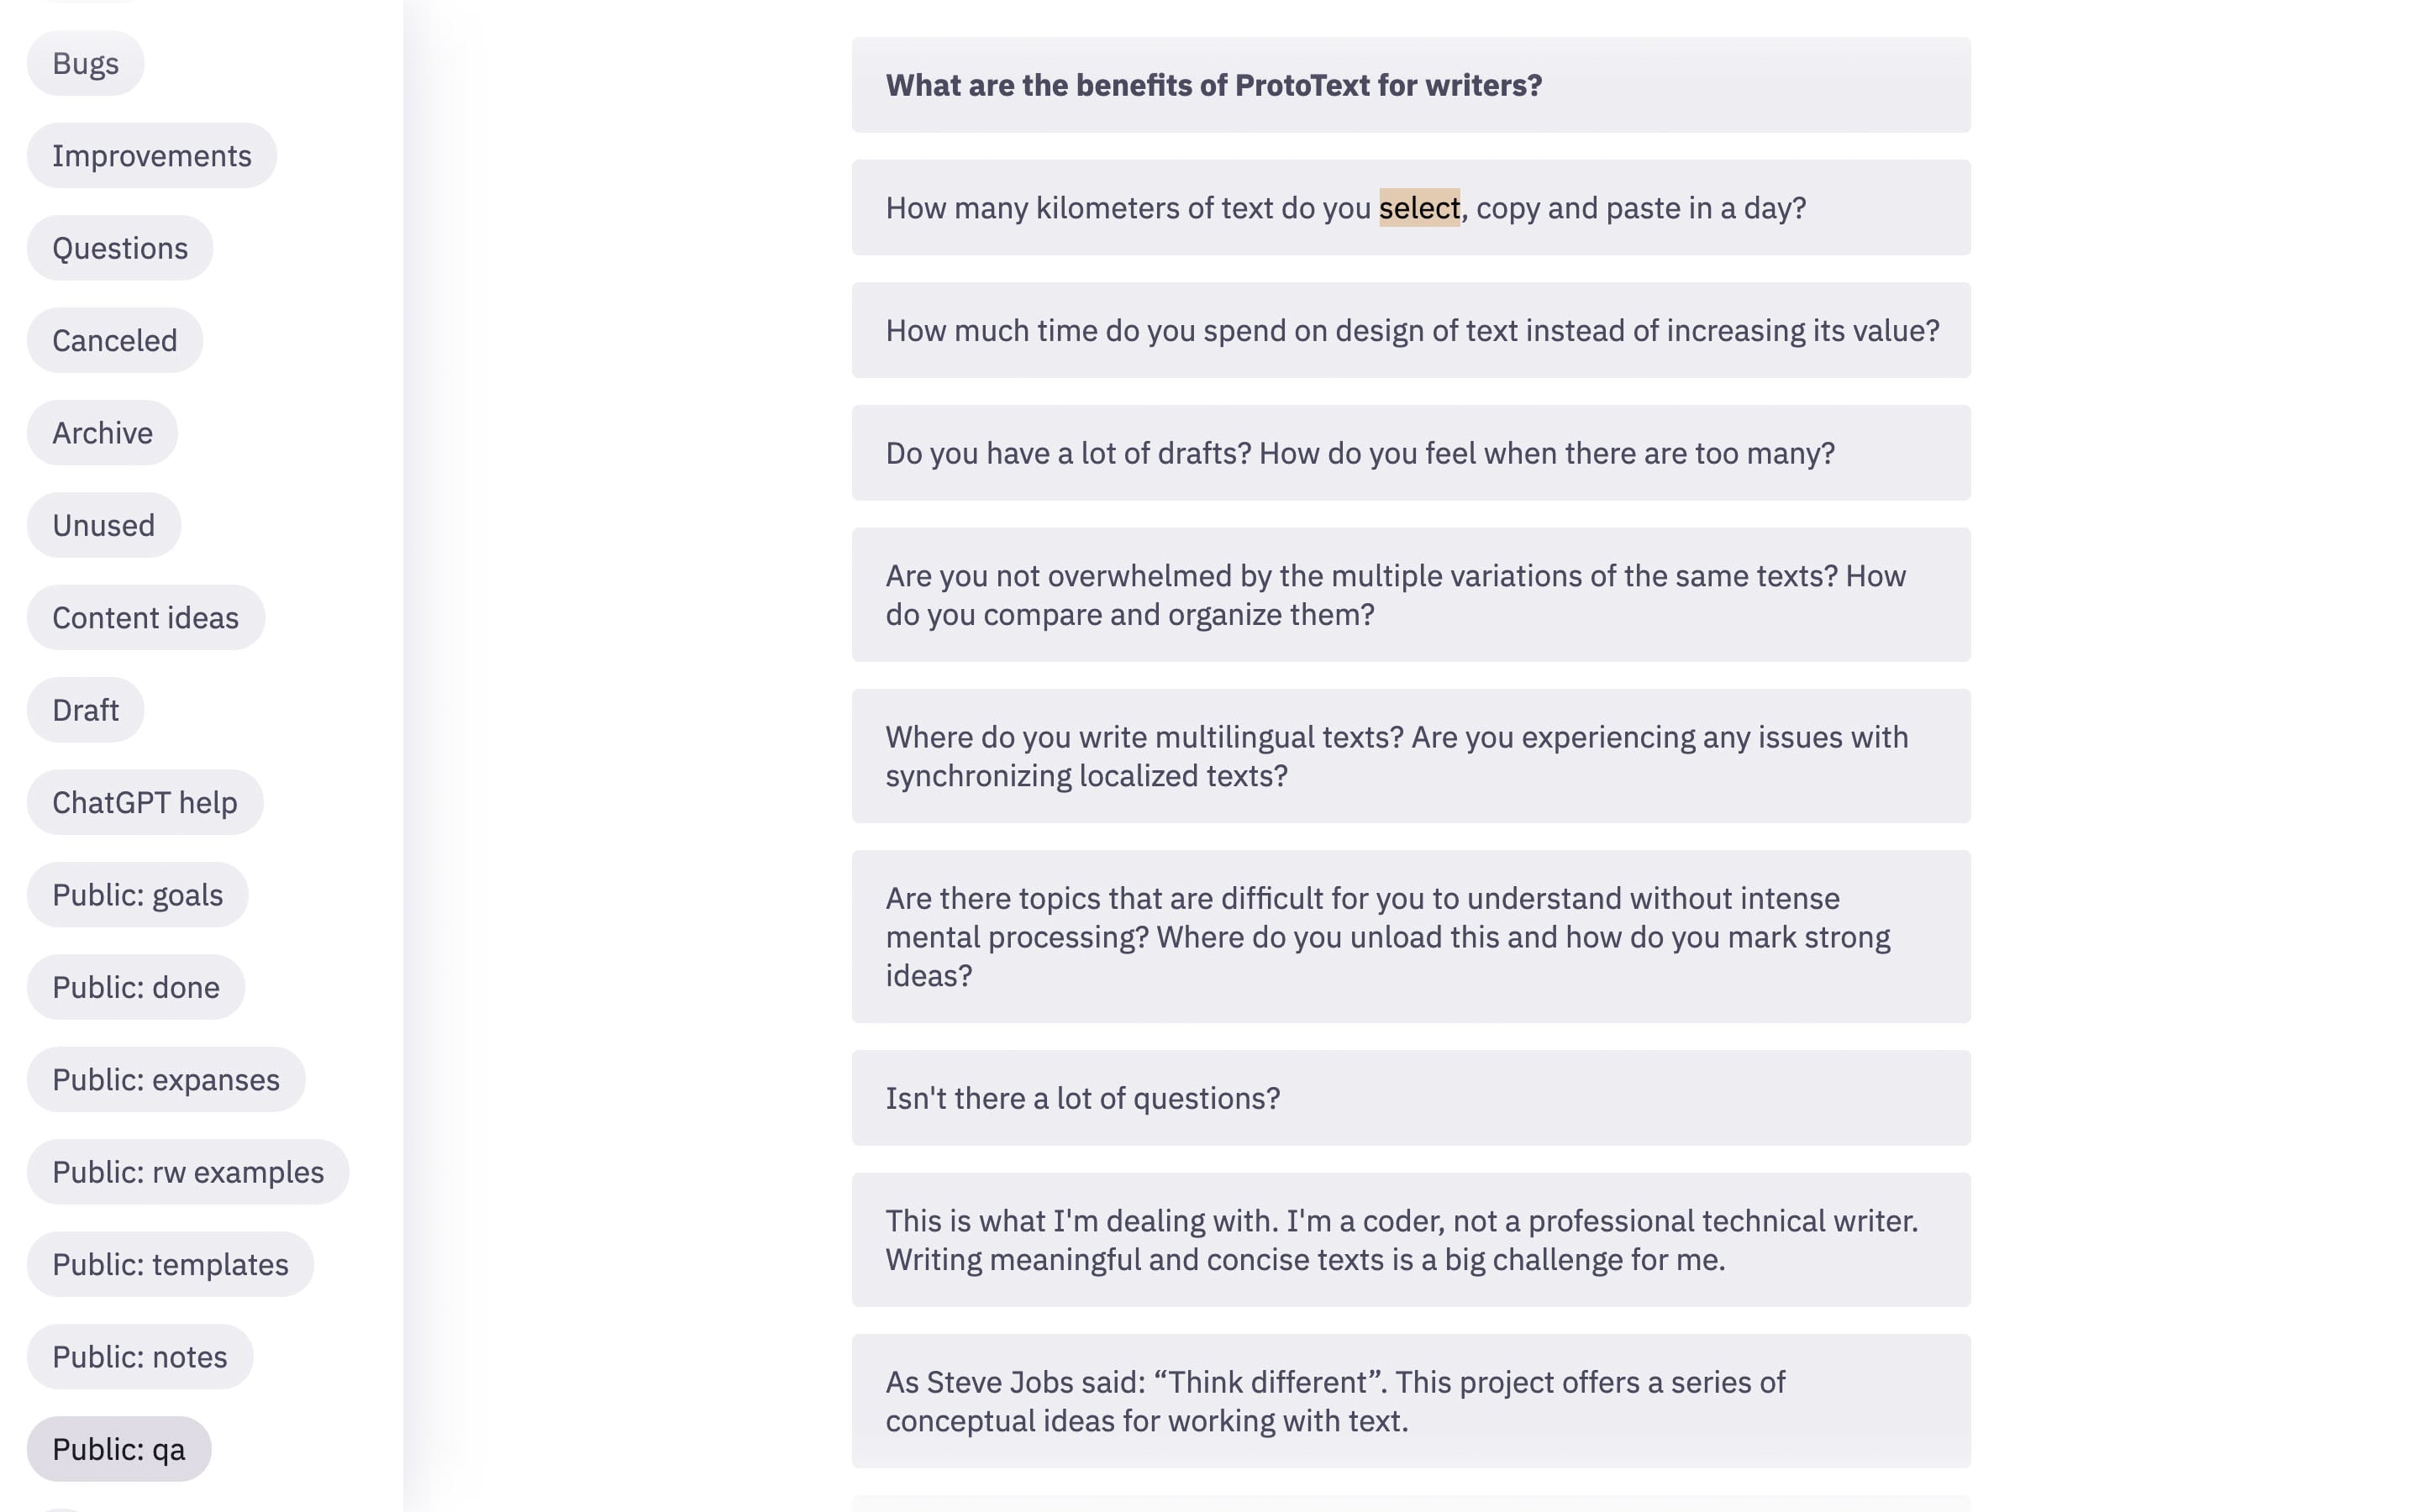 Bugs
Improvements
Questions
Canceled
Archive
Unused
Content ideas
Draft
ChatGPT help
Public: goals
Public: done
Public: expanses
Public: rw examples
Public: templates
Public: notes
Public: qa
What are the benefits of ProtoText for writers?
How many kilometers of text do you select, copy and paste in a day?
How much time do you spend on design of text instead of increasing its value?
Do you have a lot of drafts? How do you feel when there are too many?
Are you not overwhelmed by the multiple variations of the same texts? How
do you compare and organize them?
Where do you write multilingual texts? Are you experiencing any issues with
synchronizing localized texts?
Are there topics that are difficult for you to understand without intense
mental processing? Where do you unload this and how do you mark strong
ideas?
Isn't there a lot of questions?
This is what I'm dealing with. I'm a coder, not a professional technical writer.
Writing meaningful and concise texts is a big challenge for me.
As Steve Jobs said: “Think different”. This project offers a series of
conceptual ideas for working with text.